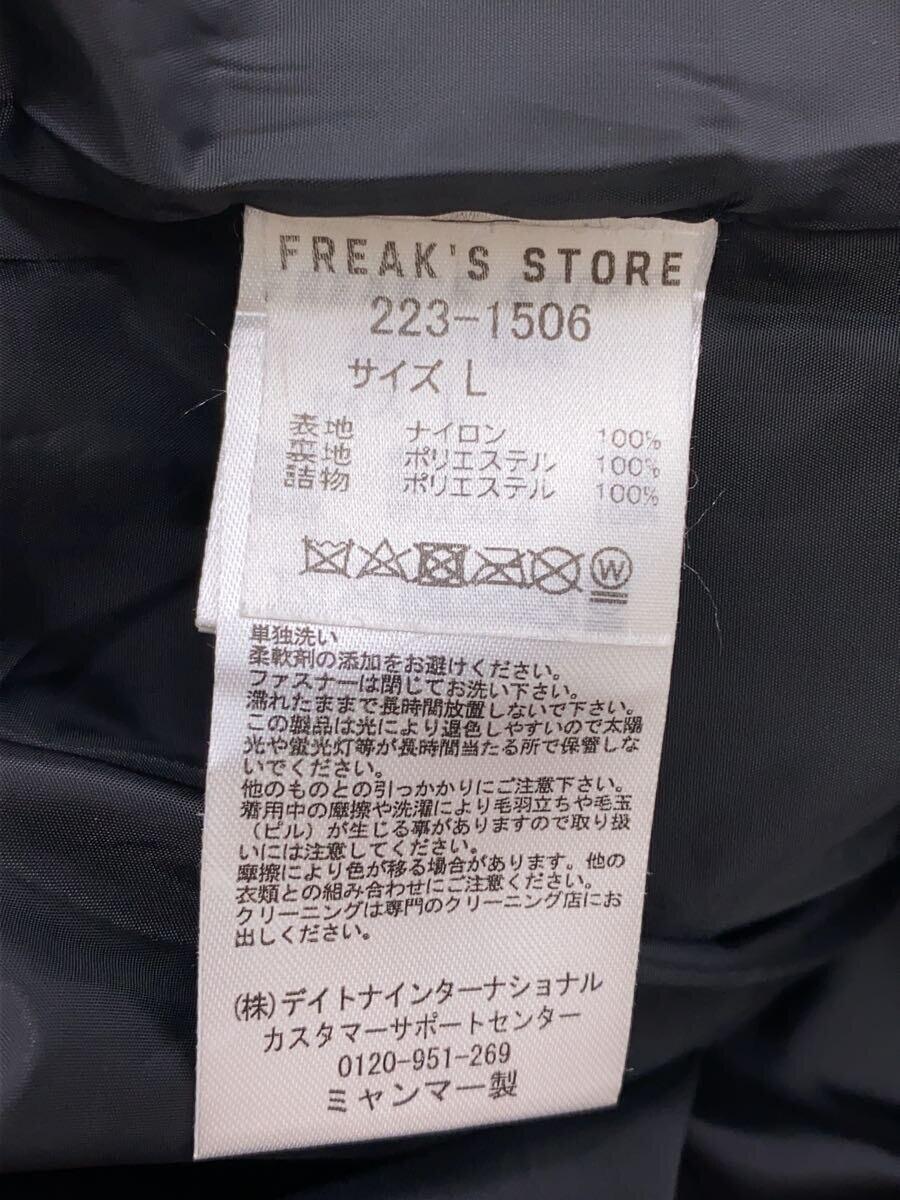 FREAK'S STORE
223-1506
サイズ L
表地 ナイロン 100%
裏地 ポリエステル 100%
詰物 ポリエステル 100%
W
単独洗い
柔軟剤の添加をお避けください。
ファスナーは閉じてお洗い下さい。
濡れたままで長時間放置しないで下さい。
この製品は光により退色しやすいので太陽
光や蛍光灯等が長時間当たる所で保管しな
いでください。
他のものとの引っかかりにご注意下さい。
着用中の摩擦や洗濯により毛羽立ちや毛玉
（ピル）が生じる事がありますので取り扱
いには注意してください。
摩擦により色が移る場合があります。他の
衣類との組み合わせにご注意ください。
クリーニングは専門のクリーニング店にお
出しください。
(株)デイトナインターナショナル
カスタマーサポートセンター
0120-951-269
ミャンマー製